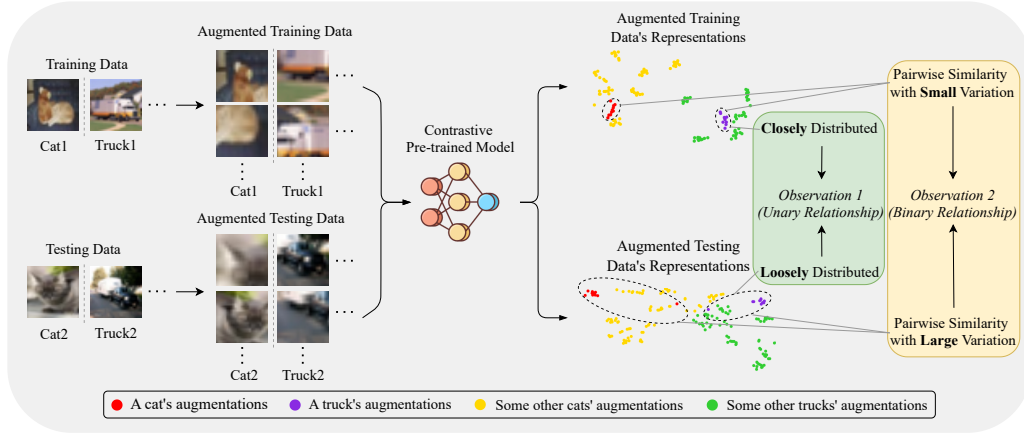 Training Data
Cat1 Truck1
...
Augmented Training Data
...
...
Cat1 Truck1
Testing Data
...
Cat2 Truck2
Augmented Testing Data
...
...
Cat2 Truck2
Contrastive
Pre-trained Model
Augmented Training
Data's Representations
Augmented Testing
Data's Representations
Closely Distributed
Observation 1
(Unary Relationship)
Loosely Distributed
Pairwise Similarity
with Small Variation
Observation 2
(Binary Relationship)
Pairwise Similarity
with Large Variation
A cat's augmentations A truck's augmentations Some other cats' augmentations Some other trucks' augmentations